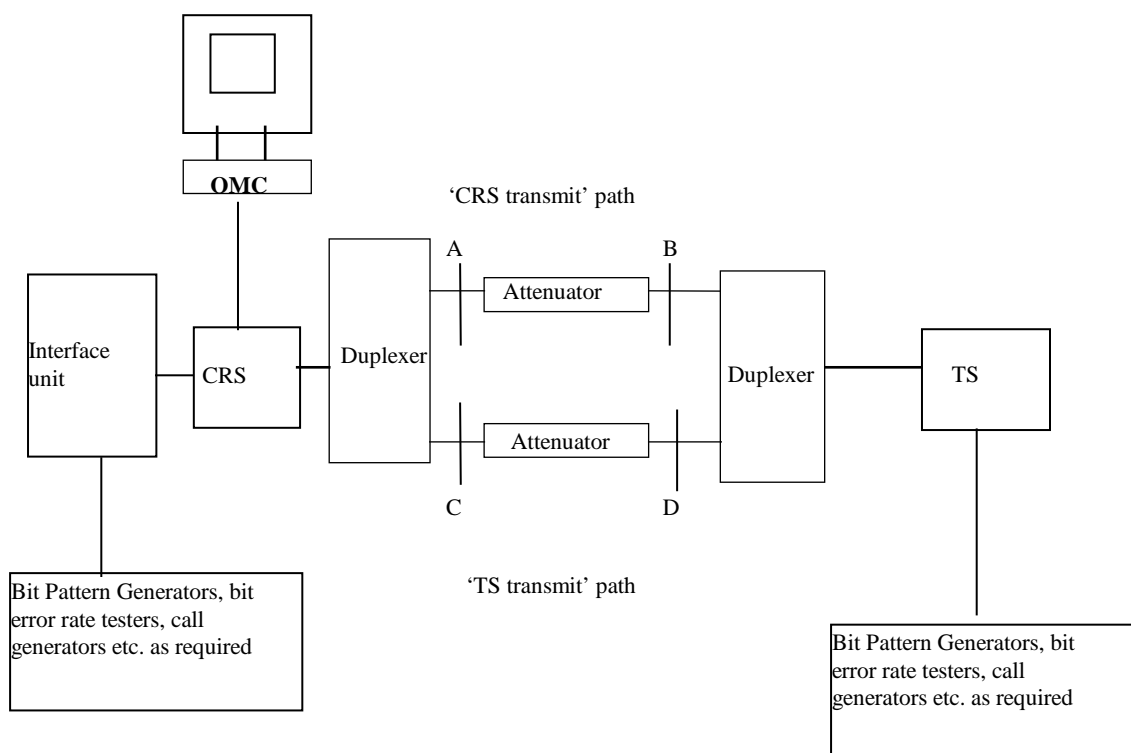 OMC
‘CRS transmit’ path
A
B
Attenuator
Interface
unit
CRS
Duplexer
Duplexer
TS
Attenuator
C
D
‘TS transmit’ path
Bit Pattern Generators, bit
error rate testers, call
generators etc. as required
Bit Pattern Generators, bit
error rate testers, call
generators etc. as required